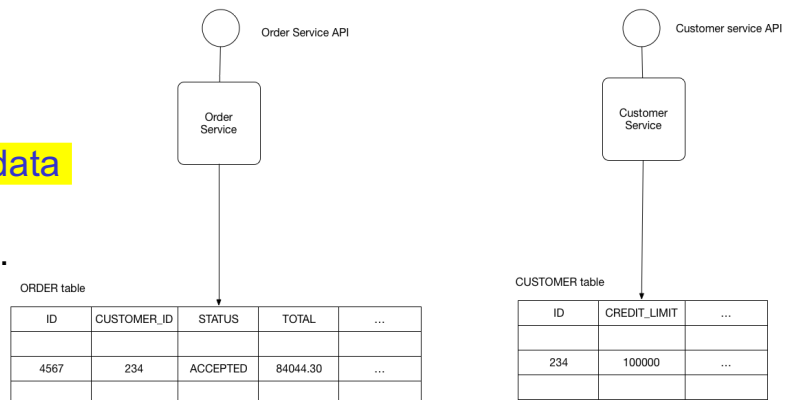 Order Service API
Customer service API
Order
Service
Customer
Service
data
.
ORDER table
CUSTOMER table
ID CUSTOMER_ID STATUS TOTAL ...
4567 234 ACCEPTED 84044.30 ...
ID CREDIT_LIMIT ...
234 100000 ...